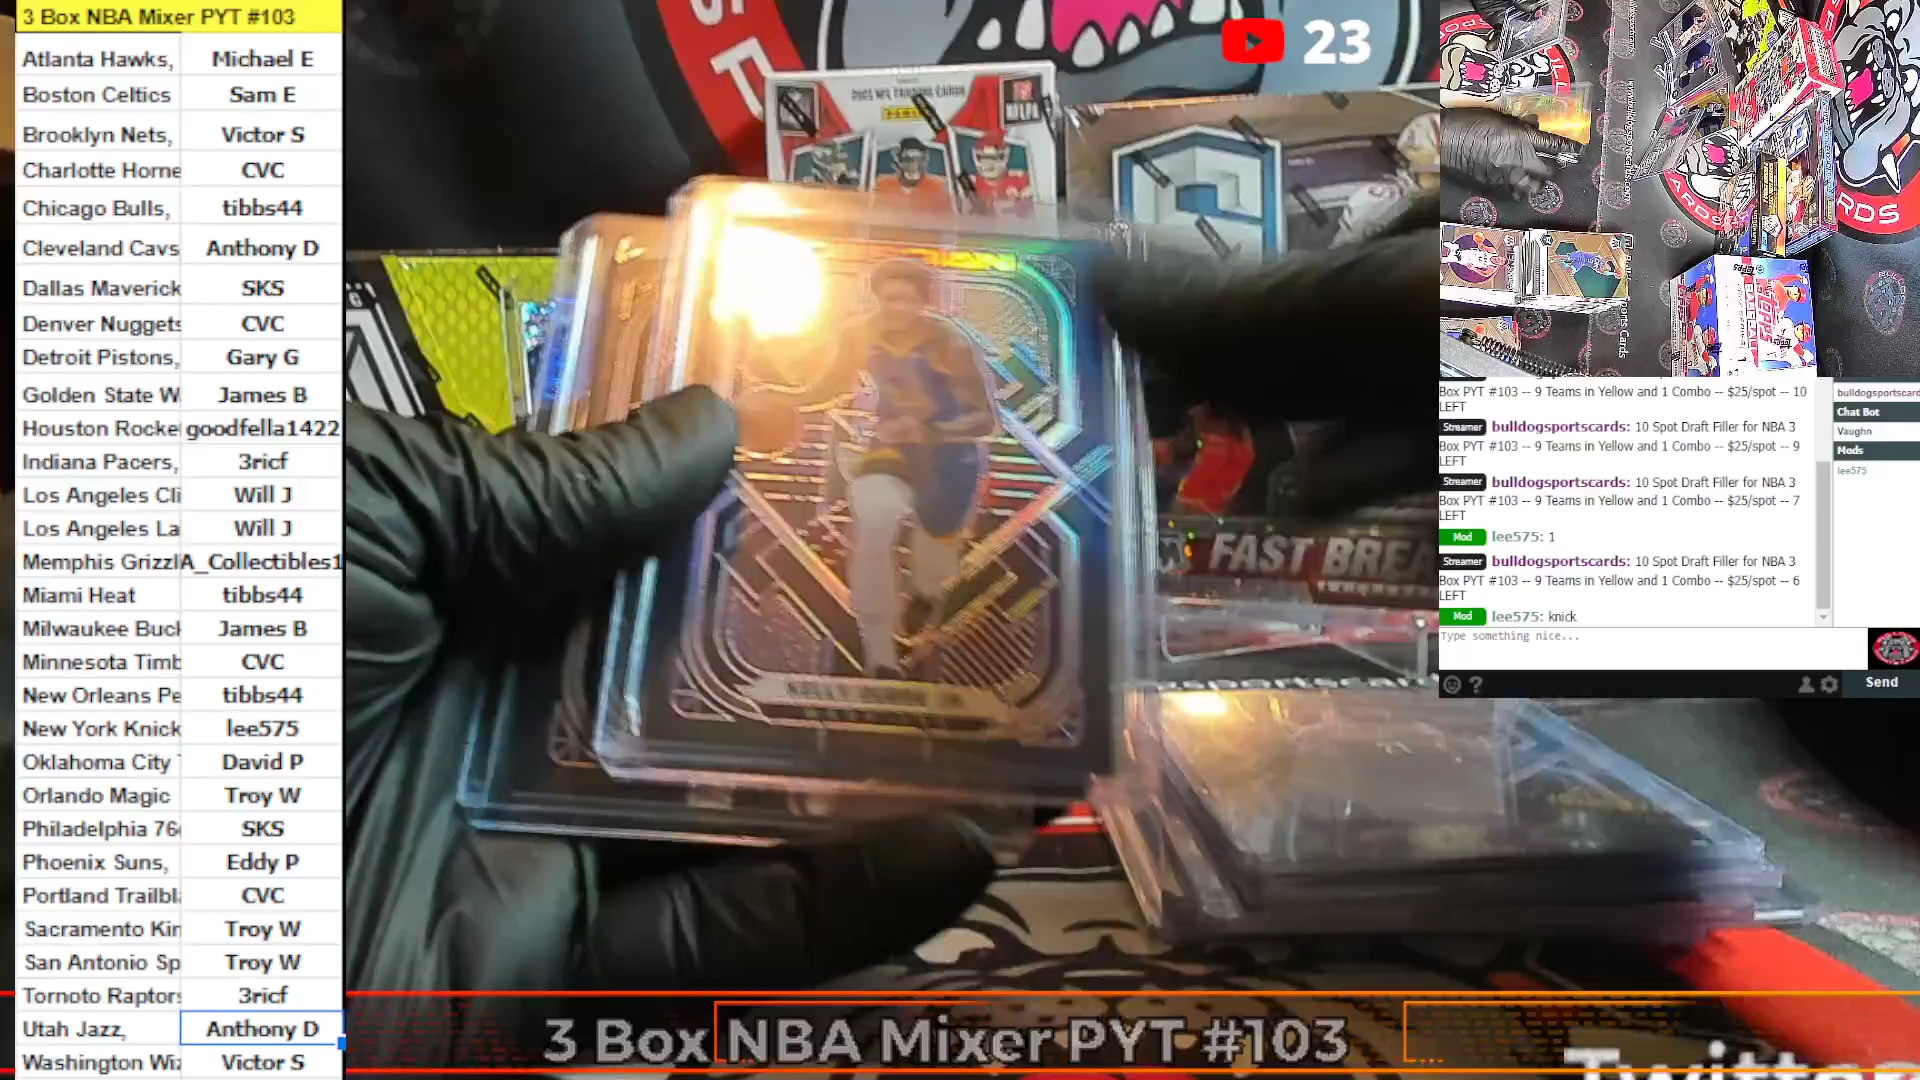 3 Box NBA Mixer PYT #103
Atlanta Hawks, Michael E
Boston Celtics Sam E
Brooklyn Nets, Victor S
Charlotte Horne CVC
Chicago Bulls, tibbs44
Cleveland Cavs Anthony D
Dallas Maverick SKS
Denver Nuggets CVC
Detroit Pistons, Gary G
Golden State W James B
Houston Rocke goodfella1422
Indiana Pacers, 3ricf
Los Angeles Cli Will J
Los Angeles La Will J
Memphis Grizzl A_Collectibles1
Miami Heat tibbs44
Milwaukee Buck James B
Minnesota Timb CVC
New Orleans Pe tibbs44
New York Knick lee575
Oklahoma City David P
Orlando Magic Troy W
Philadelphia 76 SKS
Phoenix Suns, Eddy P
Portland Trailbl CVC
Sacramento Kin Troy W
San Antonio Sp Troy W
Tornoto Raptors 3ricf
Utah Jazz, Anthony D
Washington Wiz Victor S
23
FAST BREA
ARDS
RDS
Box PYT #103 -- 9 Teams in Yellow and 1 Combo -- $25/spot -- 10
LEFT
Streamer bulldogsportscards: 10 Spot Draft Filler for NBA 3
Box PYT #103 -- 9 Teams in Yellow and 1 Combo -- $25/spot -- 9
LEFT
Streamer bulldogsportscards: 10 Spot Draft Filler for NBA 3
Box PYT #103 -- 9 Teams in Yellow and 1 Combo -- $25/spot -- 7
LEFT
Mod lee575: 1
Streamer bulldogsportscards: 10 Spot Draft Filler for NBA 3
Box PYT #103 -- 9 Teams in Yellow and 1 Combo -- $25/spot -- 6
LEFT
Mod lee575: knick
Type something nice...
Send
bulldogsportscard
Chat Bot
Vaughn
Mods
lee575
3 Box NBA Mixer PYT #103
Twitter